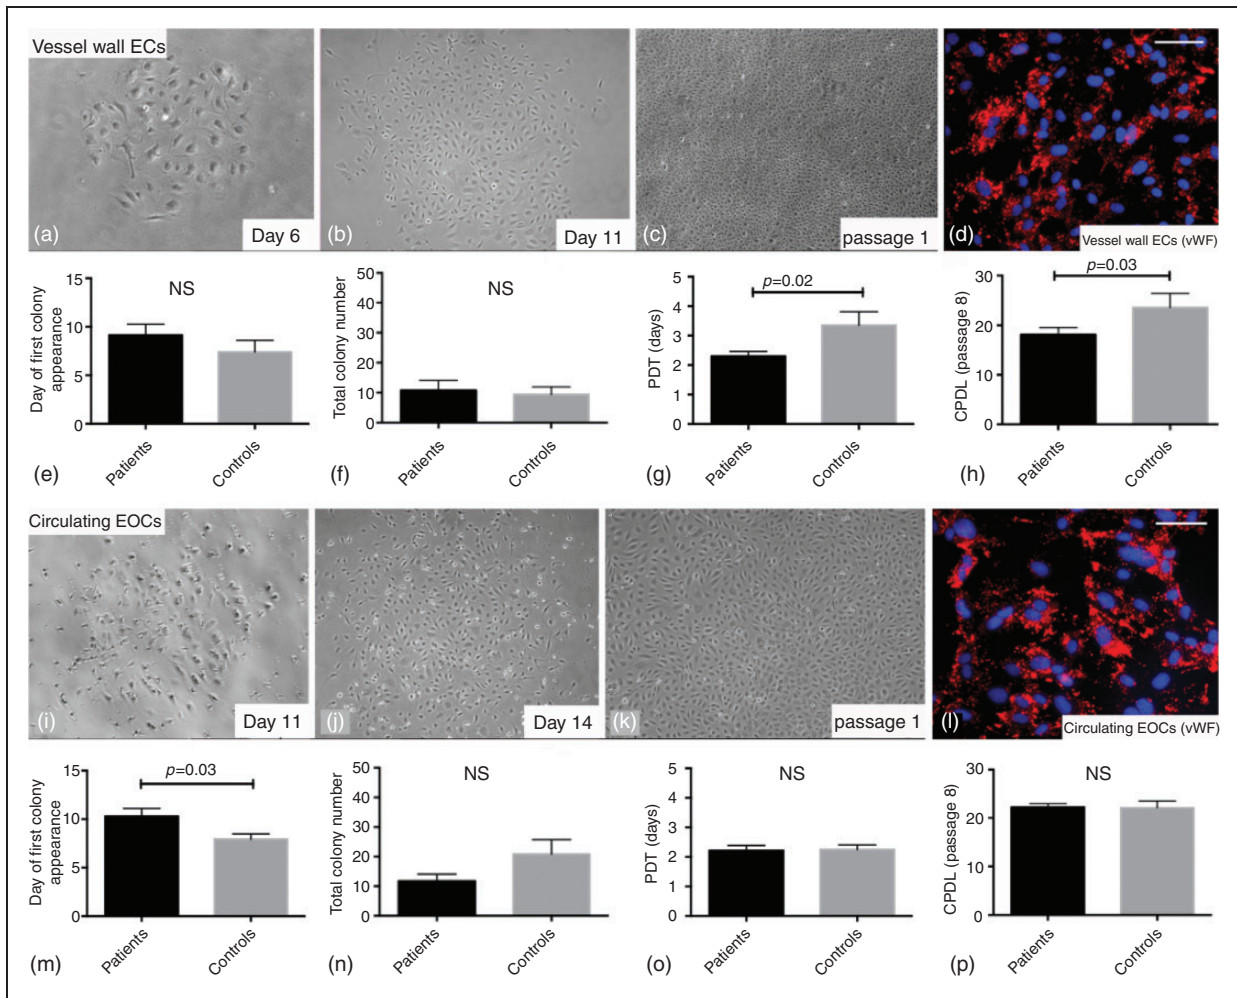 Vessel wall ECs
(a)
Day 6
(b)
Day 11
(c)
passage 1
(d)
Vessel wall ECs (vWF)
15
10
5
0
Day of first colony
appearance
NS
Patients
Controls
(e)
50
40
30
20
10
0
Total colony number
NS
Patients
Controls
(f)
5
4
3
2
1
0
PDT (days)
p=0.02
Patients
Controls
(g)
30
20
10
0
CPDL (passage 8)
p=0.03
Patients
Controls
(h)
Circulating EOCs
(i)
Day 11
(j)
Day 14
(k)
passage 1
(l)
Circulating EOCs (vWF)
15
10
5
0
Day of first colony
appearance
p=0.03
Patients
Controls
(m)
50
40
30
20
10
0
Total colony number
NS
Patients
Controls
(n)
5
4
3
2
1
0
PDT (days)
NS
Patients
Controls
(o)
30
20
10
0
CPDL (passage 8)
NS
Patients
Controls
(p)